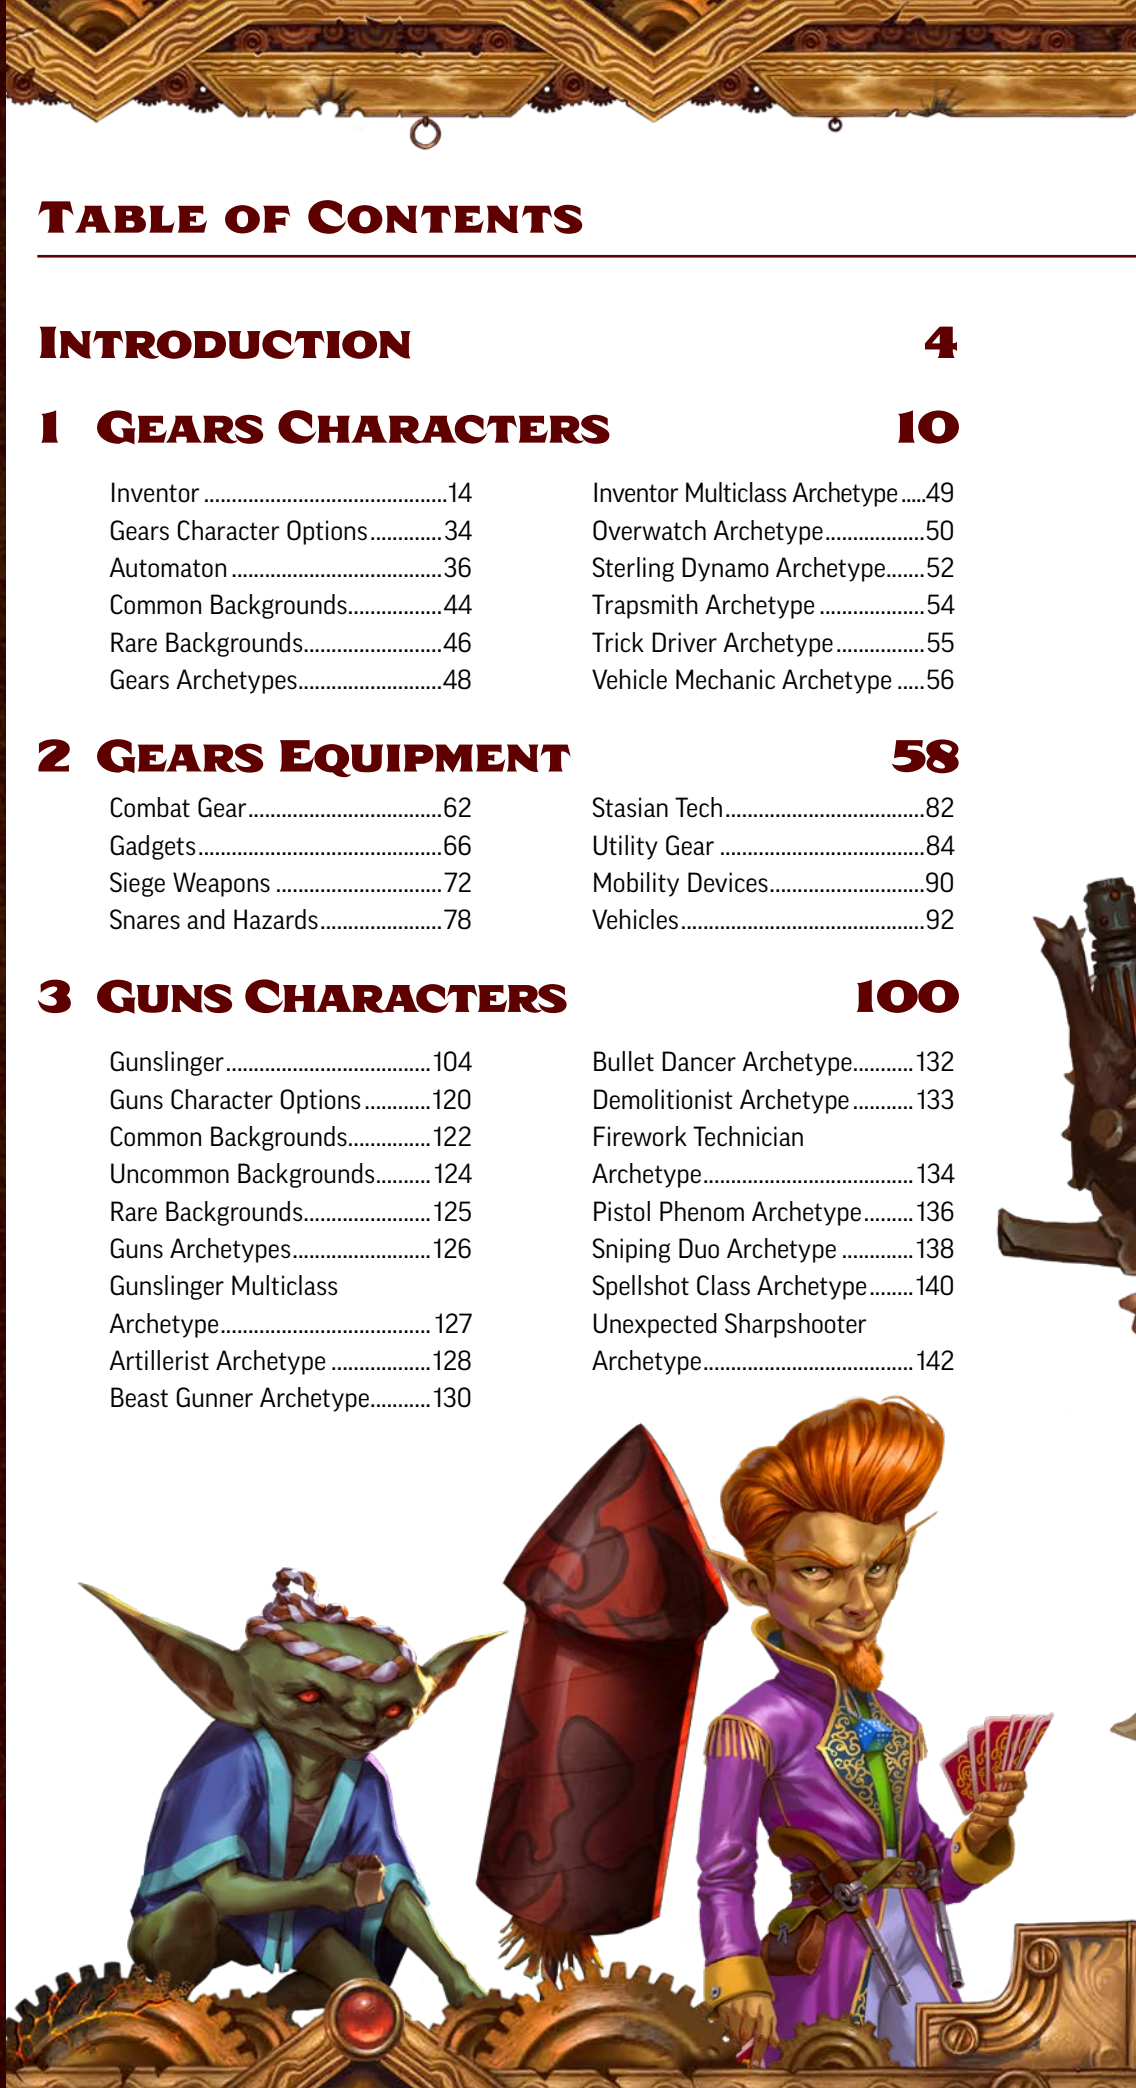 Table of Contents
Introduction 4
1 Gears Characters 10
Inventor ............................................14
Gears Character Options.............34
Automaton ......................................36
Common Backgrounds.................44
Rare Backgrounds.........................46
Gears Archetypes..........................48
Inventor Multiclass Archetype.....49
Overwatch Archetype..................50
Sterling Dynamo Archetype.......52
Trapsmith Archetype ...................54
Trick Driver Archetype................55
Vehicle Mechanic Archetype .....56
2 Gears Equipment 58
Combat Gear...................................62
Gadgets............................................66
Siege Weapons ..............................72
Snares and Hazards......................78
Stasian Tech....................................82
Utility Gear .....................................84
Mobility Devices............................90
Vehicles............................................92
3 Guns Characters 100
Gunslinger.....................................104
Guns Character Options............120
Common Backgrounds...............122
Uncommon Backgrounds..........124
Rare Backgrounds.......................125
Guns Archetypes.........................126
Gunslinger Multiclass
Archetype......................................127
Artillerist Archetype ..................128
Beast Gunner Archetype...........130
Bullet Dancer Archetype...........132
Demolitionist Archetype...........133
Firework Technician
Archetype......................................134
Pistol Phenom Archetype.........136
Sniping Duo Archetype .............138
Spellshot Class Archetype........140
Unexpected Sharpshooter
Archetype......................................142